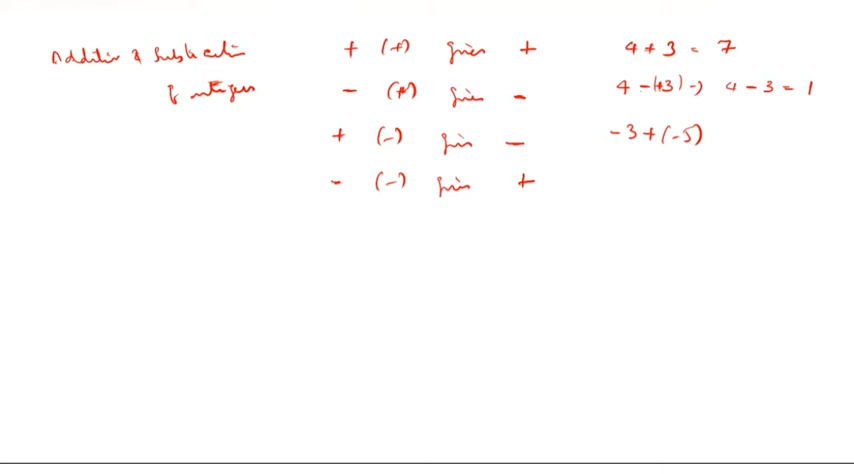 Addition & Subtraction + (+) gives + 4 + 3 = 7
of integers - (+) gives - 4 - (+3) -> 4 - 3 = 1
+ (-) gives - -3 + (-5)
- (-) gives +